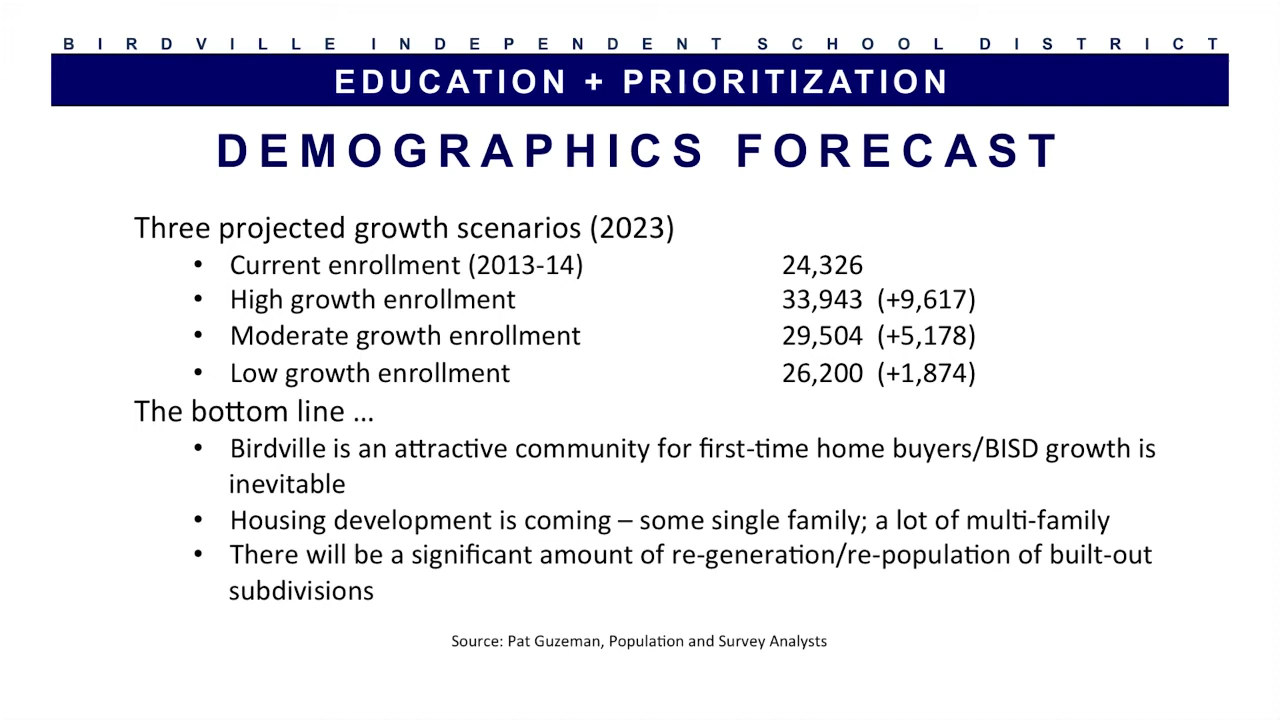 BIRDVILLE INDEPENDENT SCHOOL DISTRICT
EDUCATION + PRIORITIZATION
DEMOGRAPHICS FORECAST
Three projected growth scenarios (2023)
• Current enrollment (2013-14) 24,326
• High growth enrollment 33,943 (+9,617)
• Moderate growth enrollment 29,504 (+5,178)
• Low growth enrollment 26,200 (+1,874)
The bottom line ...
• Birdville is an attractive community for first-time home buyers/BISD growth is
inevitable
• Housing development is coming – some single family; a lot of multi-family
• There will be a significant amount of re-generation/re-population of built-out
subdivisions
Source: Pat Guzeman, Population and Survey Analysts